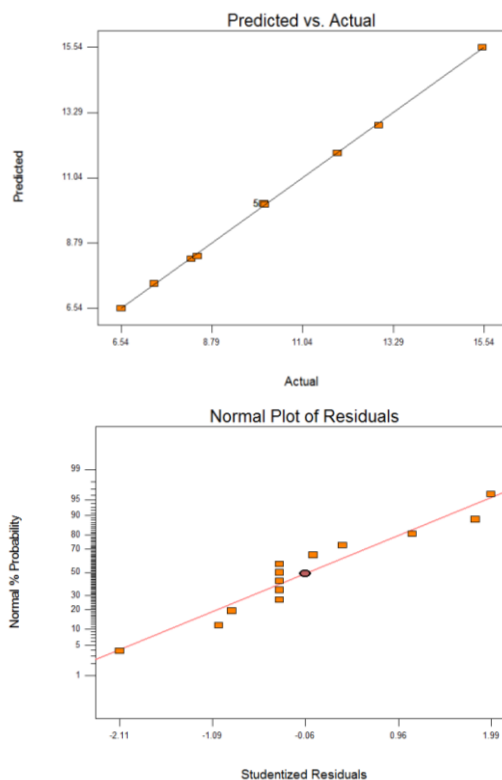 Predicted vs. Actual
15.54
13.29
11.04
8.79
6.54
Predicted
6.54 8.79 11.04 13.29 15.54
Actual
Normal Plot of Residuals
99
95
90
80
70
50
30
20
10
5
1
Normal % Probability
-2.11 -1.09 -0.06 0.96 1.99
Studentized Residuals